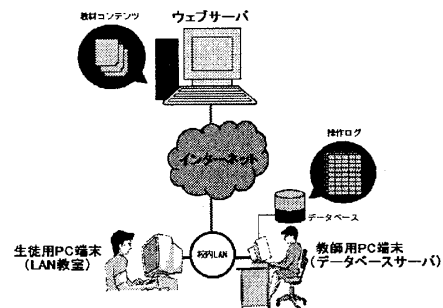 教材コンテンツ
ウェブサーバ
インターネット
操作ログ
データベース
校内LAN
生徒用PC端末
(LAN教室)
教師用PC端末
(データベースサーバ)